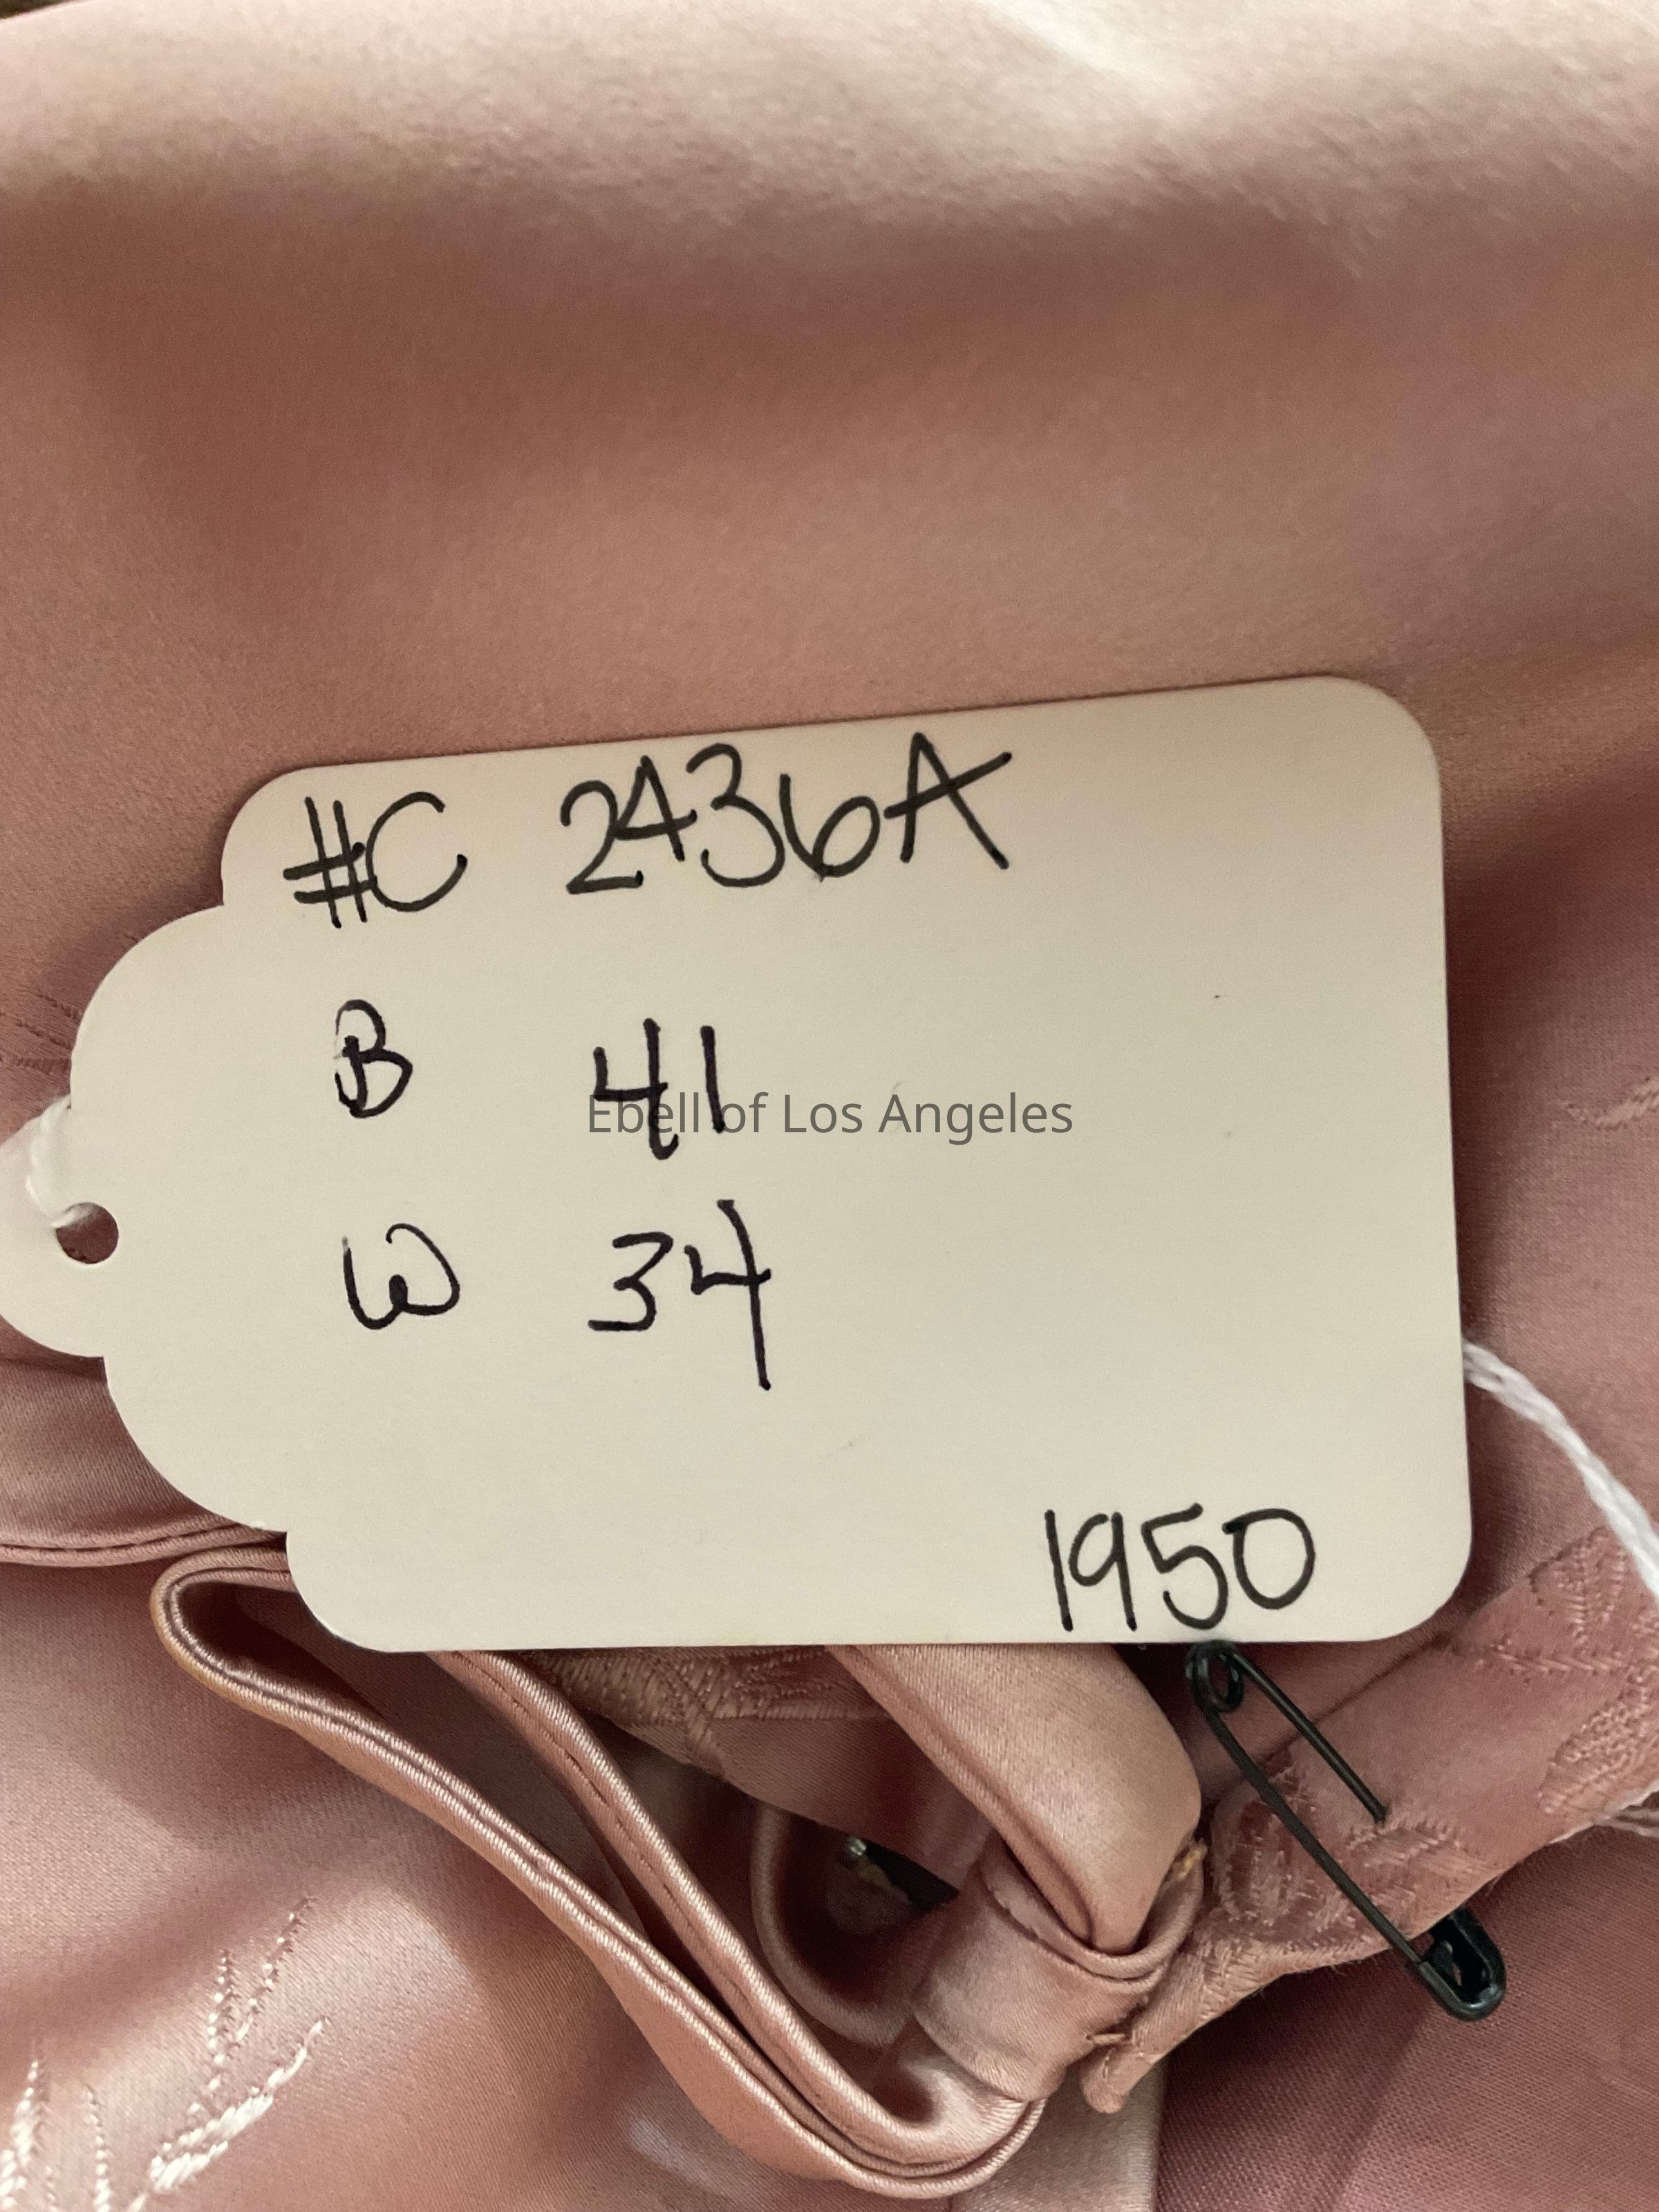 #C 2436A
B 41
Ebell of Los Angeles
W 34
1950